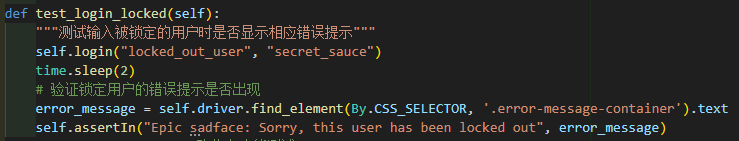 def test_login_locked(self):
    """测试输入被锁定的用户时是否显示相应错误提示"""
    self.login("locked_out_user", "secret_sauce")
    time.sleep(2)
    # 验证锁定用户的错误提示是否出现
    error_message = self.driver.find_element(By.CSS_SELECTOR, '.error-message-container').text
    self.assertIn("Epic sadface: Sorry, this user has been locked out", error_message)